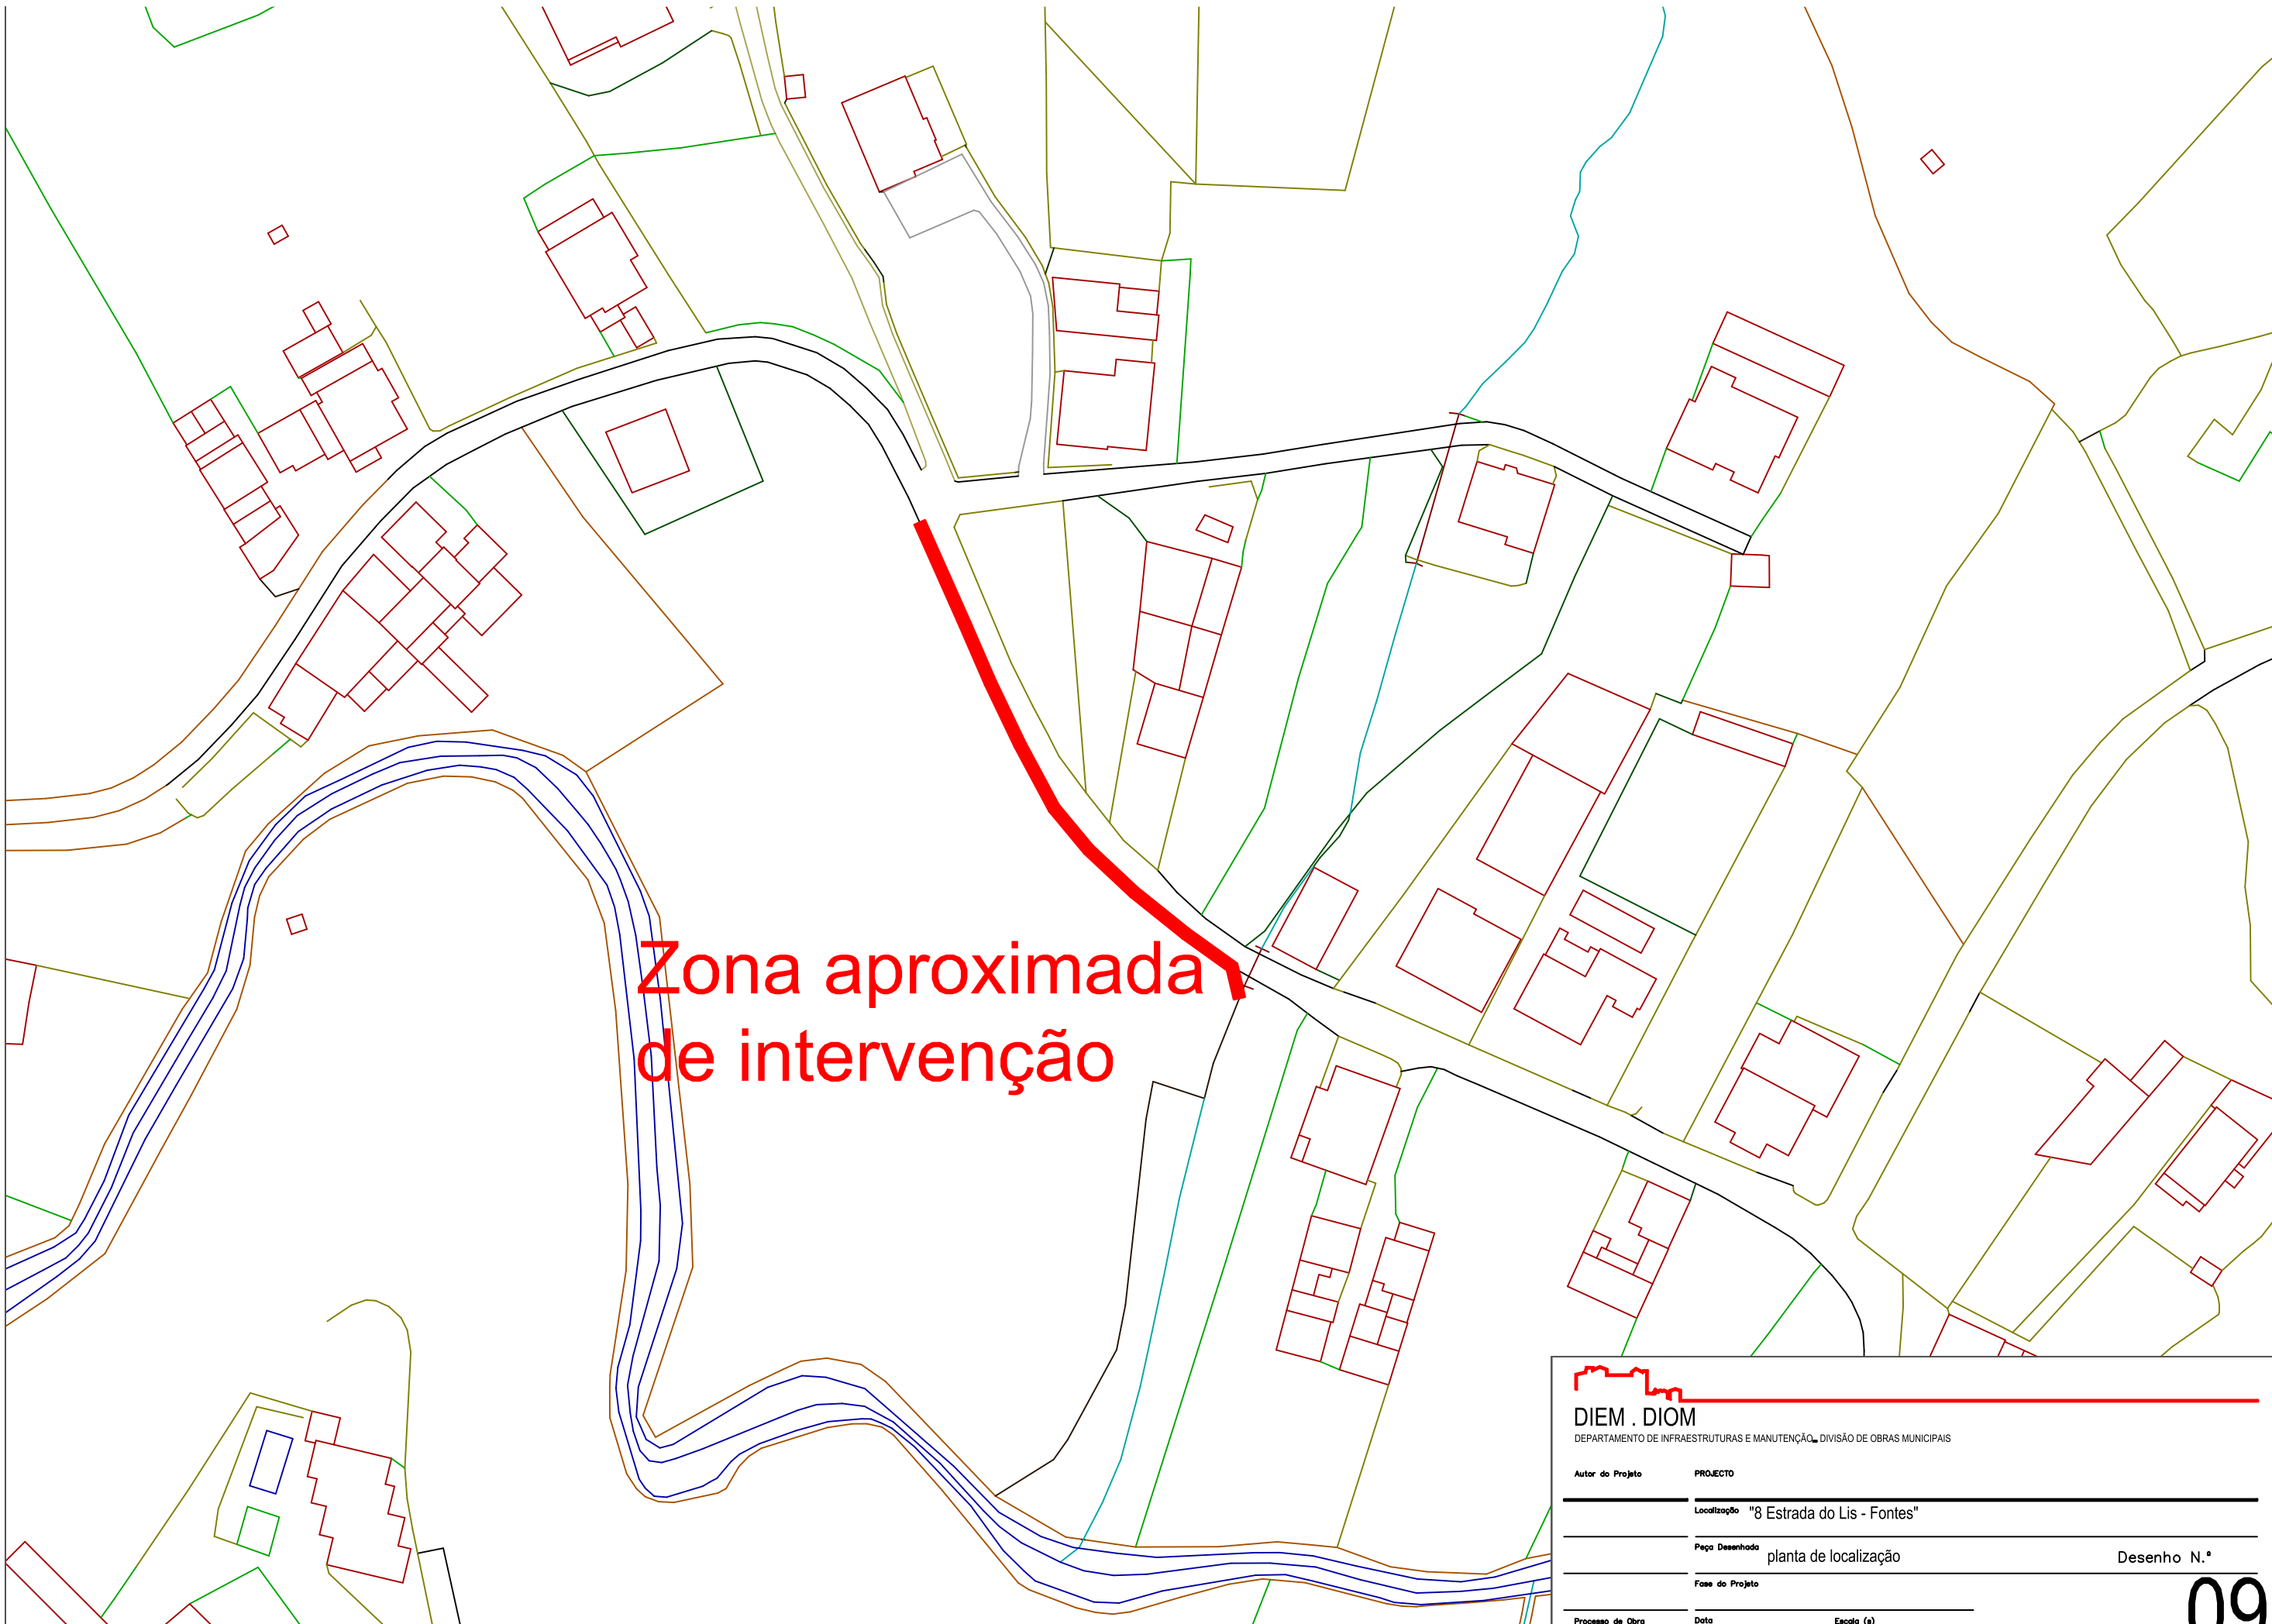 Zona aproximada
de intervenção
DIEM . DIOM
DEPARTAMENTO DE INFRAESTRUTURAS E MANUTENÇÃO DIVISÃO DE OBRAS MUNICIPAIS
Autor do Projeto PROJECTO
Localização "8 Estrada do Lis - Fontes"
Peça Desenhada planta de localização Desenho N.º
Fase do Projeto
09
Processo de Obra Data Escala (s)